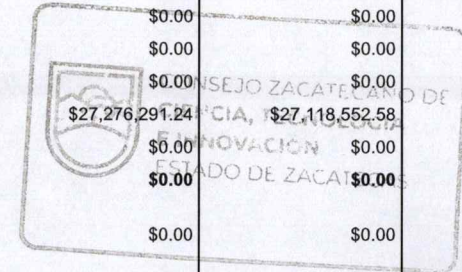 $0.00 $0.00
$0.00 $0.00
$0.00 $0.00
CONSEJO ZACATECANO DE
$27,276,291.24 $27,118,552.58
CIENCIA, TECNOLOGÍA
$0.00 $0.00
E INNOVACIÓN
$0.00 $0.00
ESTADO DE ZACATECAS
$0.00 $0.00